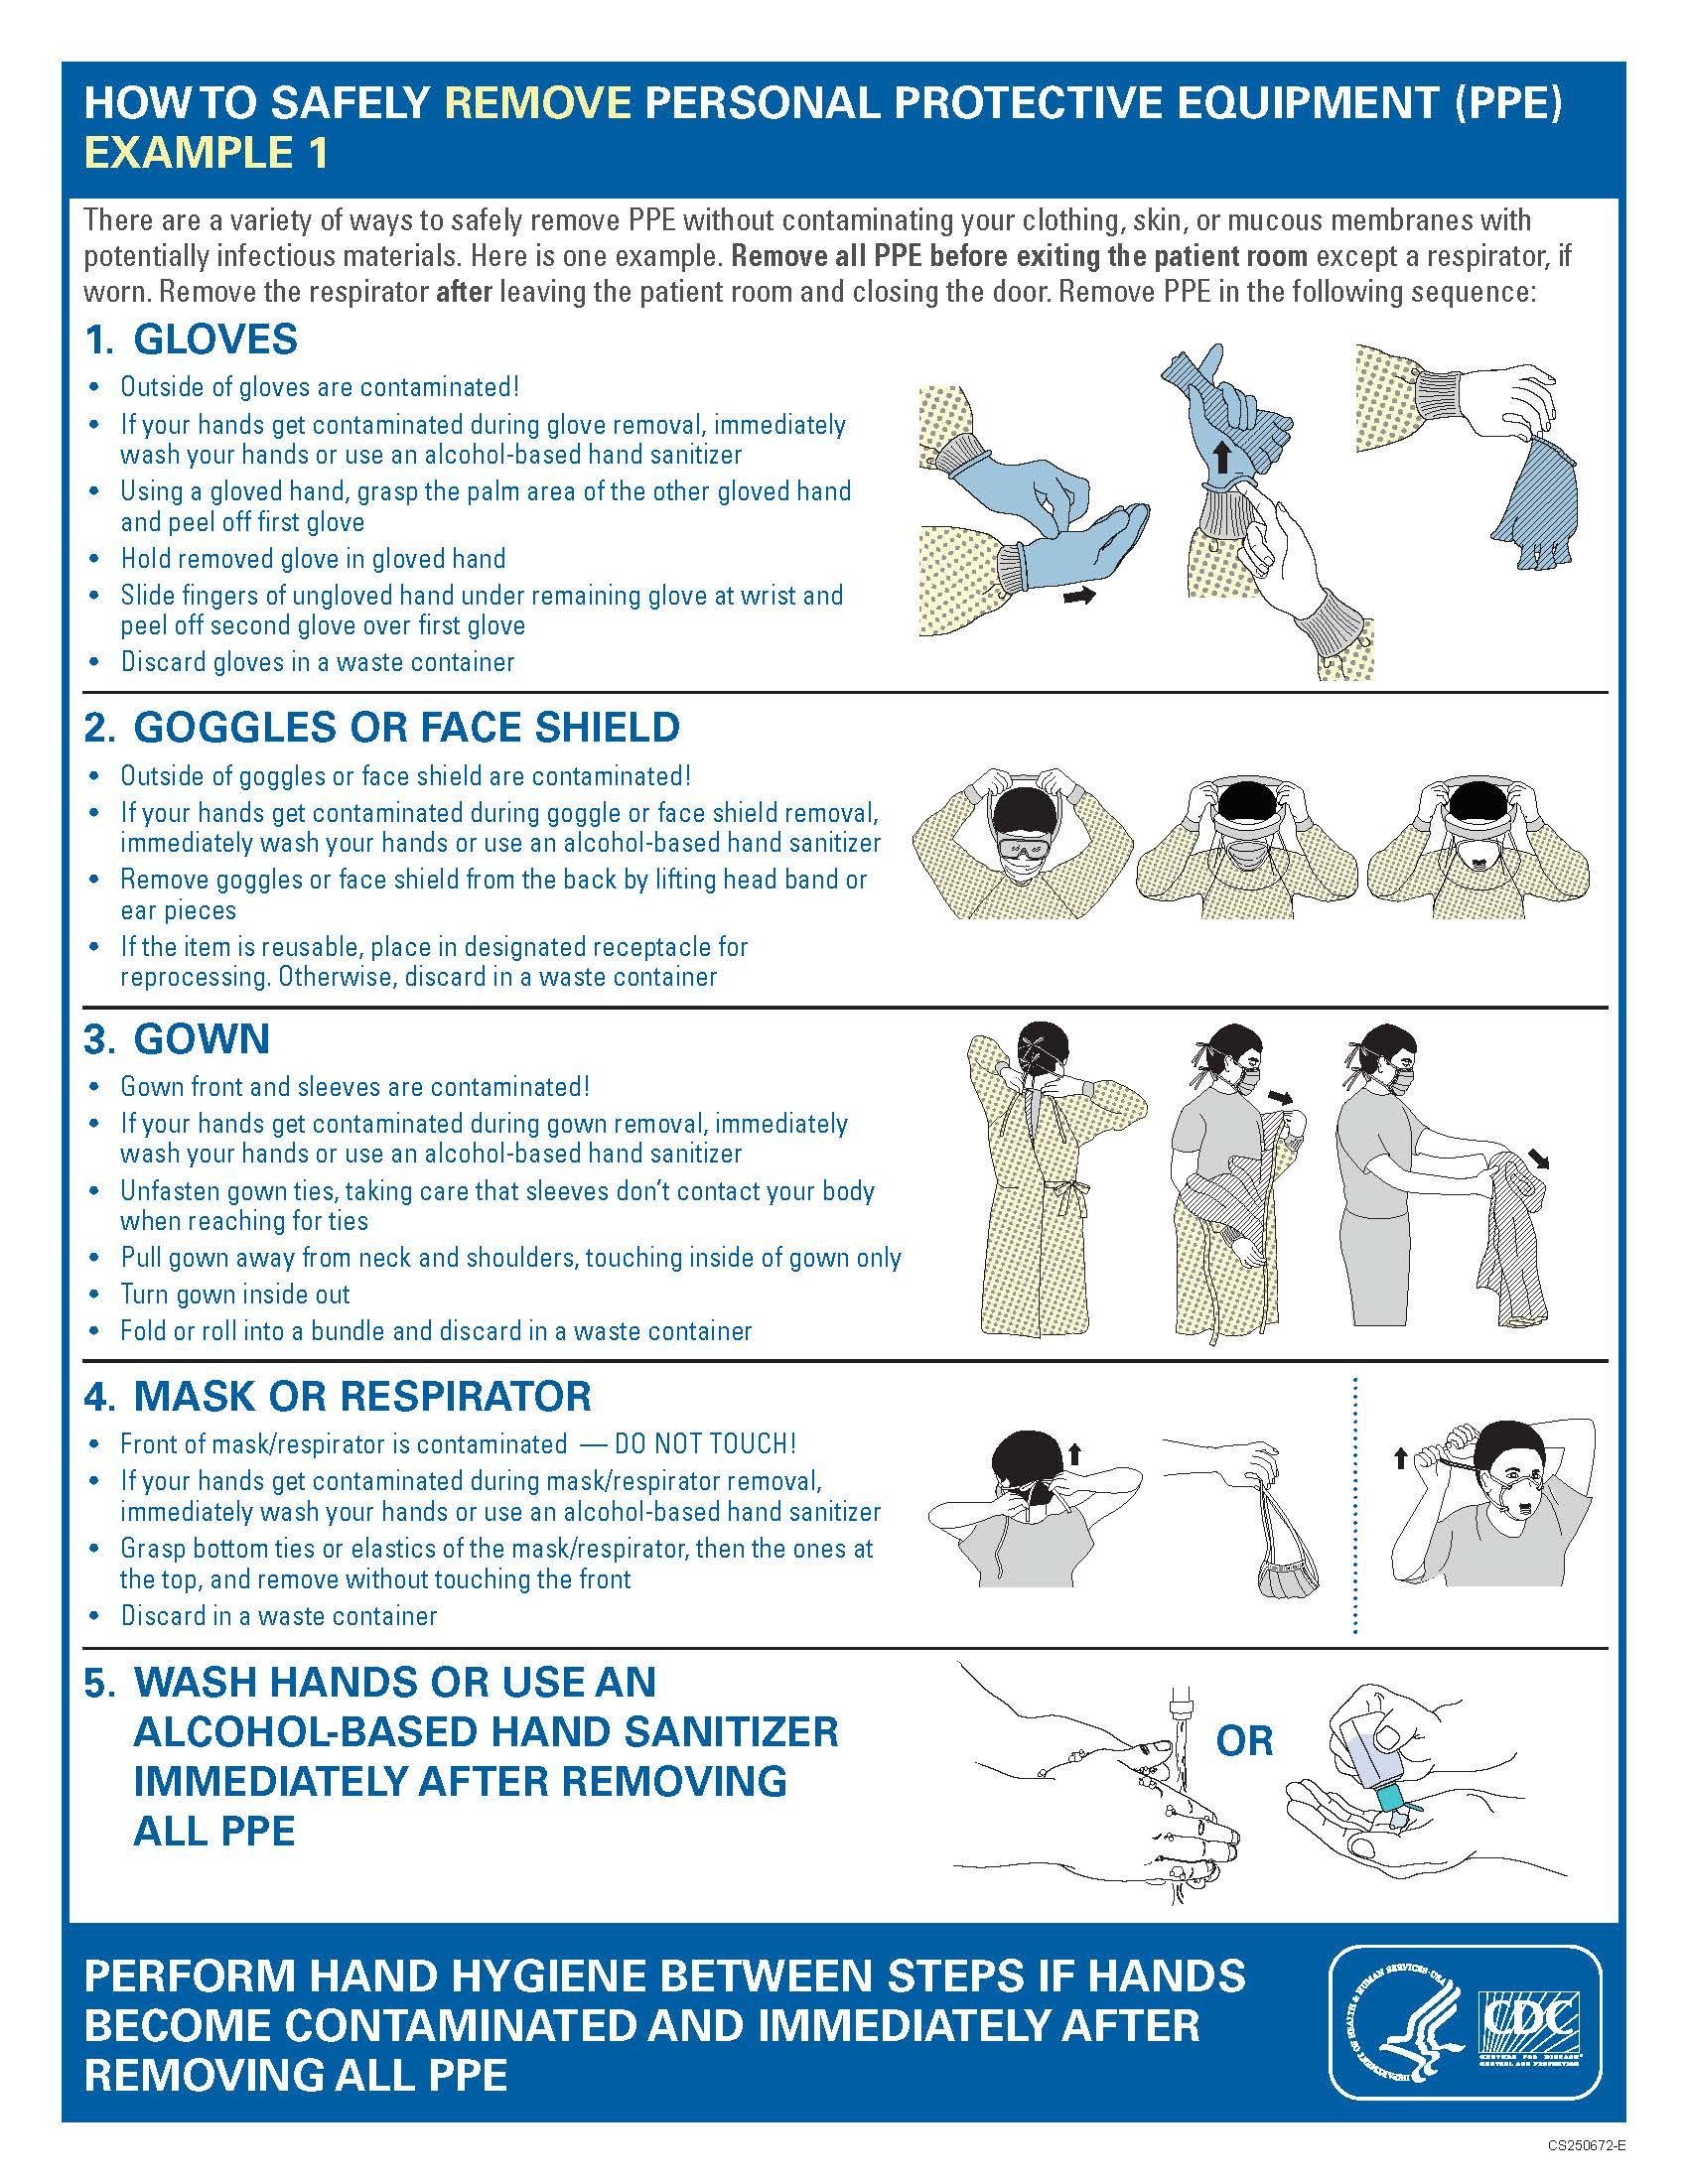 HOW TO SAFELY REMOVE PERSONAL PROTECTIVE EQUIPMENT (PPE)
EXAMPLE 1
There are a variety of ways to safely remove PPE without contaminating your clothing, skin, or mucous membranes with
potentially infectious materials. Here is one example. Remove all PPE before exiting the patient room except a respirator, if
worn. Remove the respirator after leaving the patient room and closing the door. Remove PPE in the following sequence:
1. GLOVES
• Outside of gloves are contaminated!
• If your hands get contaminated during glove removal, immediately
wash your hands or use an alcohol-based hand sanitizer
• Using a gloved hand, grasp the palm area of the other gloved hand
and peel off first glove
• Hold removed glove in gloved hand
• Slide fingers of ungloved hand under remaining glove at wrist and
peel off second glove over first glove
• Discard gloves in a waste container
2. GOGGLES OR FACE SHIELD
• Outside of goggles or face shield are contaminated!
• If your hands get contaminated during goggle or face shield removal,
immediately wash your hands or use an alcohol-based hand sanitizer
• Remove goggles or face shield from the back by lifting head band or
ear pieces
• If the item is reusable, place in designated receptacle for
reprocessing. Otherwise, discard in a waste container
3. GOWN
• Gown front and sleeves are contaminated!
• If your hands get contaminated during gown removal, immediately
wash your hands or use an alcohol-based hand sanitizer
• Unfasten gown ties, taking care that sleeves don't contact your body
when reaching for ties
• Pull gown away from neck and shoulders, touching inside of gown only
• Turn gown inside out
• Fold or roll into a bundle and discard in a waste container
4. MASK OR RESPIRATOR
• Front of mask/respirator is contaminated — DO NOT TOUCH!
• If your hands get contaminated during mask/respirator removal,
immediately wash your hands or use an alcohol-based hand sanitizer
• Grasp bottom ties or elastics of the mask/respirator, then the ones at
the top, and remove without touching the front
• Discard in a waste container
5. WASH HANDS OR USE AN
ALCOHOL-BASED HAND SANITIZER
IMMEDIATELY AFTER REMOVING
ALL PPE
OR
PERFORM HAND HYGIENE BETWEEN STEPS IF HANDS
BECOME CONTAMINATED AND IMMEDIATELY AFTER
REMOVING ALL PPE
DEPARTMENT OF HEALTH & HUMAN SERVICES·USA
CDC
CENTERS FOR DISEASE
CONTROL AND PREVENTION
CS250672-E